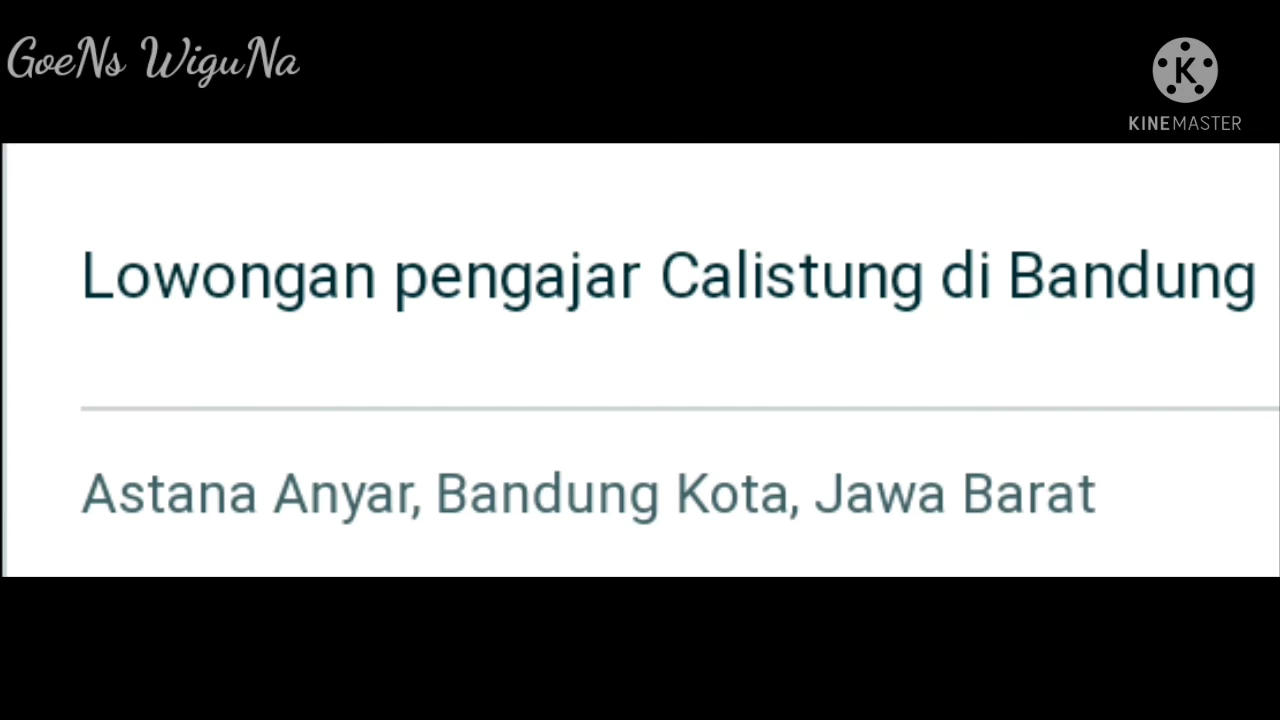 GoeNs WiguNa
K
KINEMASTER
Lowongan pengajar Calistung di Bandung
Astana Anyar, Bandung Kota, Jawa Barat